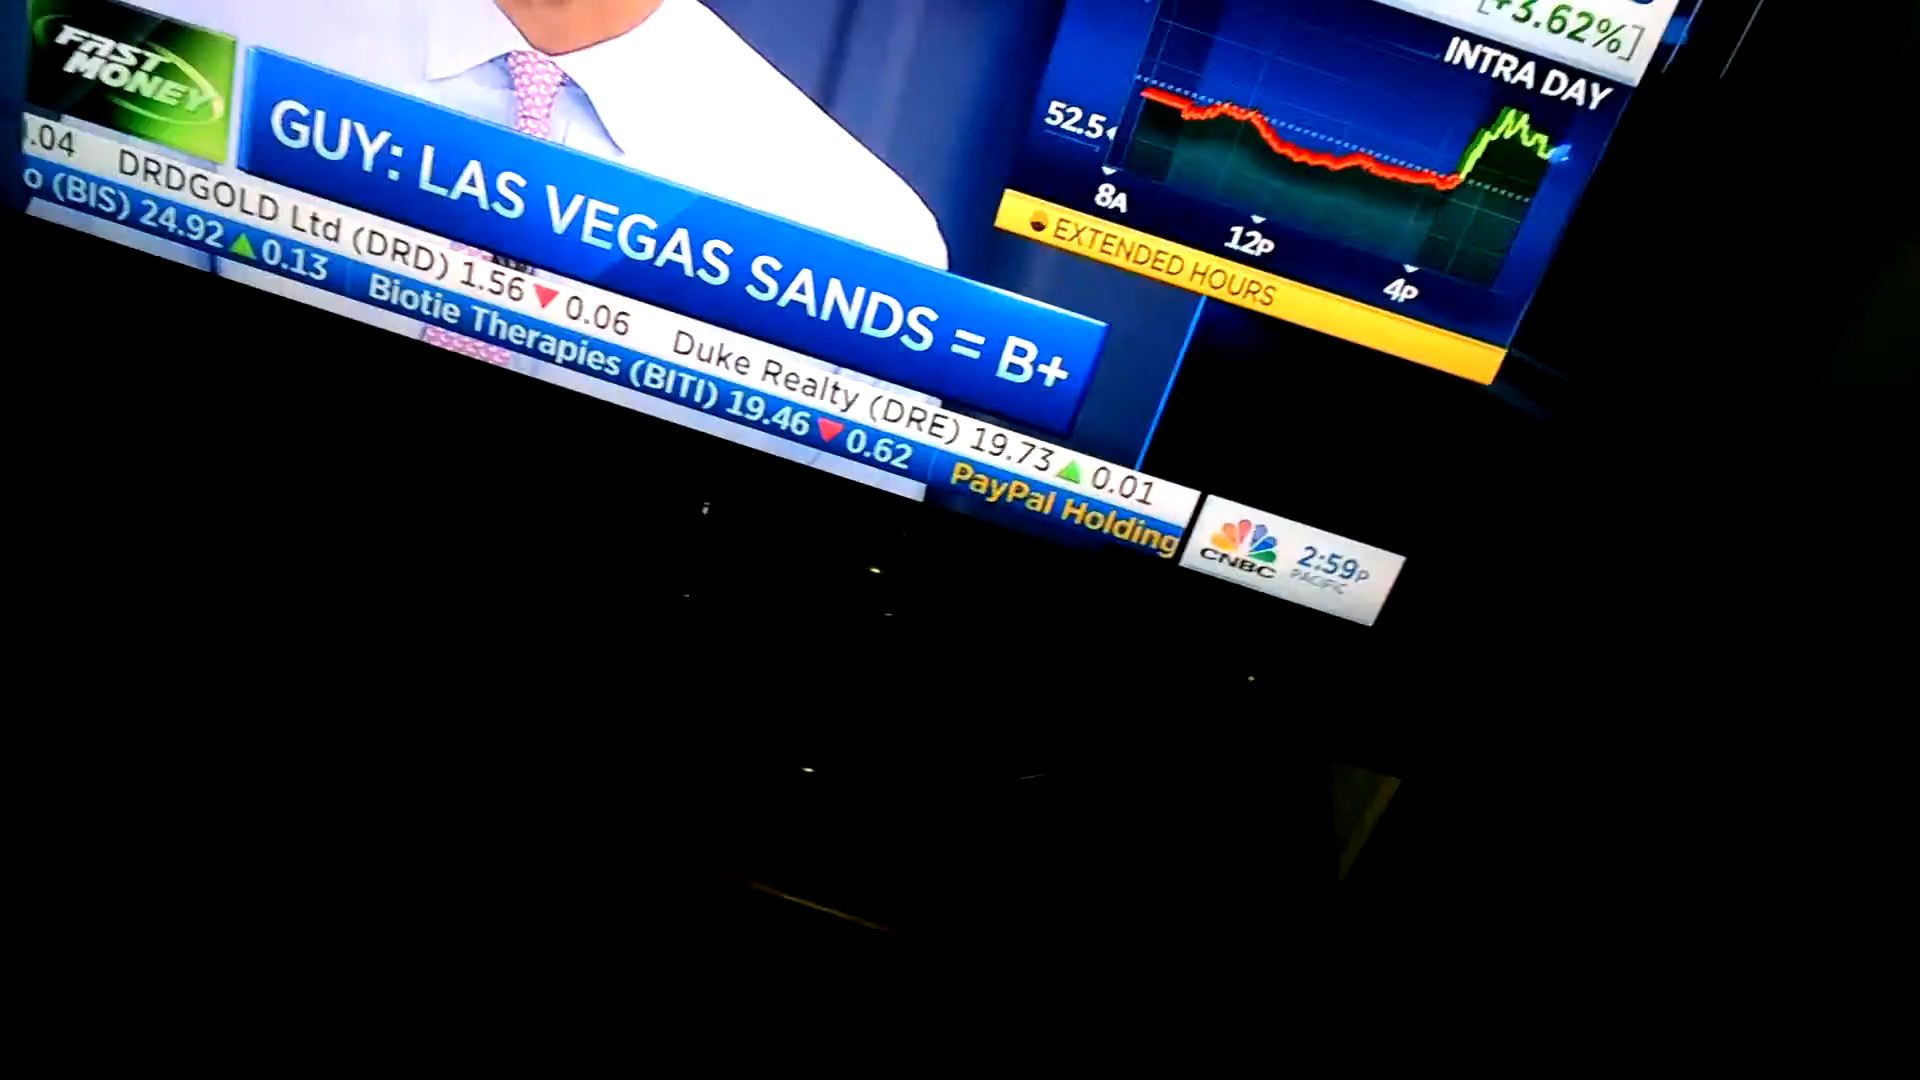 [+3.62%]
INTRA DAY
52.5
8A
12P
4P
EXTENDED HOURS
FAST
MONEY
GUY: LAS VEGAS SANDS = B+
.04 DRDGOLD Ltd (DRD) 1.56 ▼ 0.06 Duke Realty (DRE) 19.73 ▲ 0.01
o (BIS) 24.92 ▲ 0.13 Biotie Therapies (BITI) 19.46 ▼ 0.62 PayPal Holding
CNBC
2:59P
PACIFIC